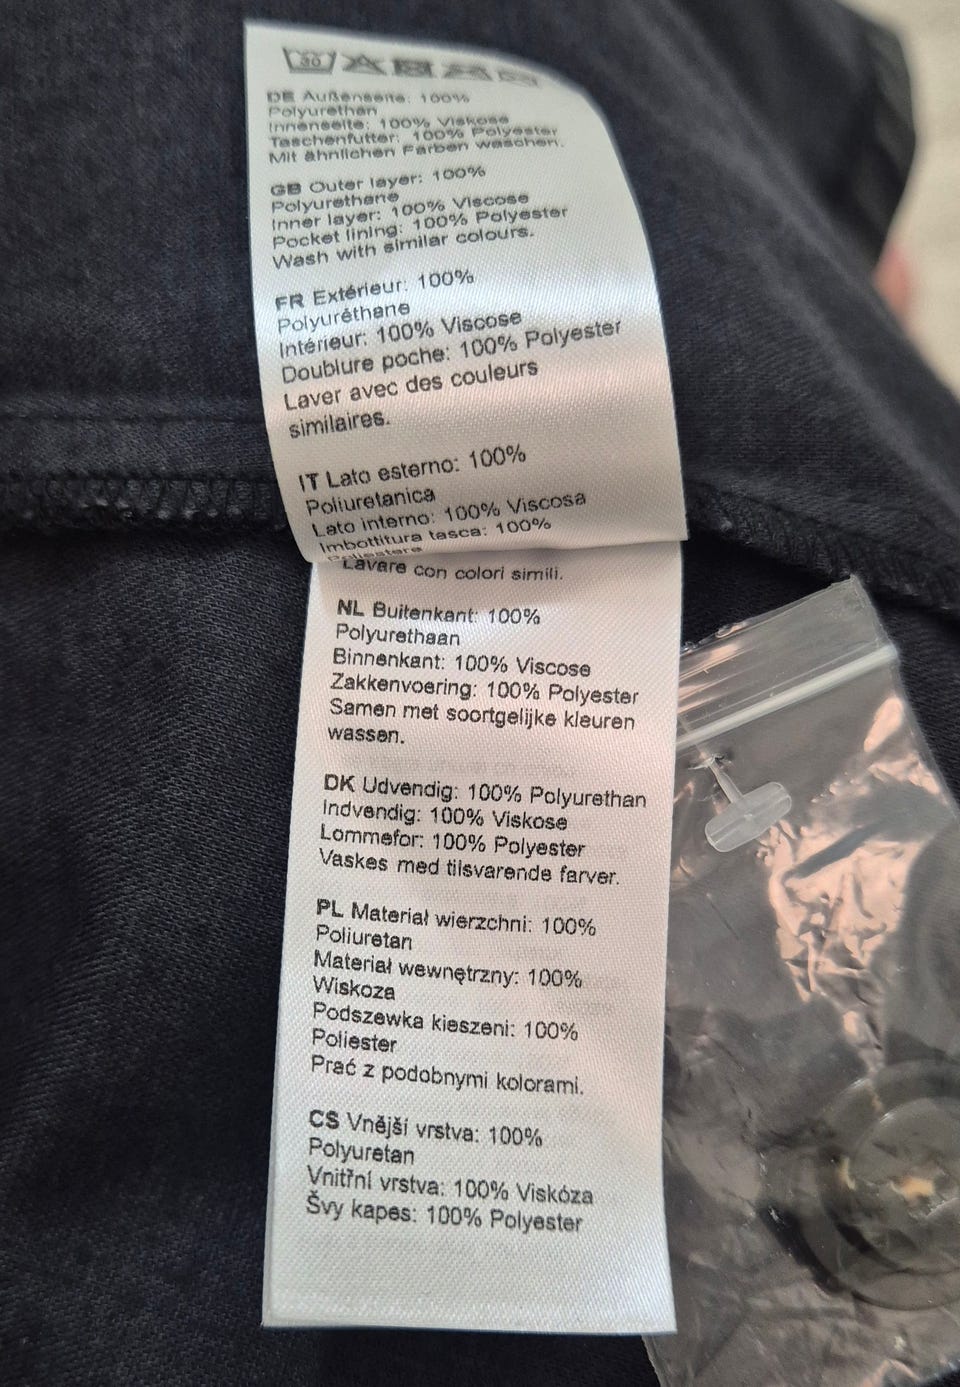 30
DE Außenseite: 100%
Polyurethan
Innenseite: 100% Viskose
Taschenfutter: 100% Polyester
Mit ähnlichen Farben waschen.
GB Outer layer: 100%
Polyurethane
Inner layer: 100% Viscose
Pocket lining: 100% Polyester
Wash with similar colours.
FR Extérieur: 100%
Polyuréthane
Intérieur: 100% Viscose
Doublure poche: 100% Polyester
Laver avec des couleurs
similaires.
IT Lato esterno: 100%
Poliuretanica
Lato interno: 100% Viscosa
Imbottitura tasca: 100%
Poliestere
Lavare con colori simili.
NL Buitenkant: 100%
Polyurethaan
Binnenkant: 100% Viscose
Zakkenvoering: 100% Polyester
Samen met soortgelijke kleuren
wassen.
DK Udvendig: 100% Polyurethan
Indvendig: 100% Viskose
Lommefor: 100% Polyester
Vaskes med tilsvarende farver.
PL Materiał wierzchni: 100%
Poliuretan
Materiał wewnętrzny: 100%
Wiskoza
Podszewka kieszeni: 100%
Poliester
Prać z podobnymi kolorami.
CS Vnější vrstva: 100%
Polyuretan
Vnitřní vrstva: 100% Viskóza
Švy kapes: 100% Polyester